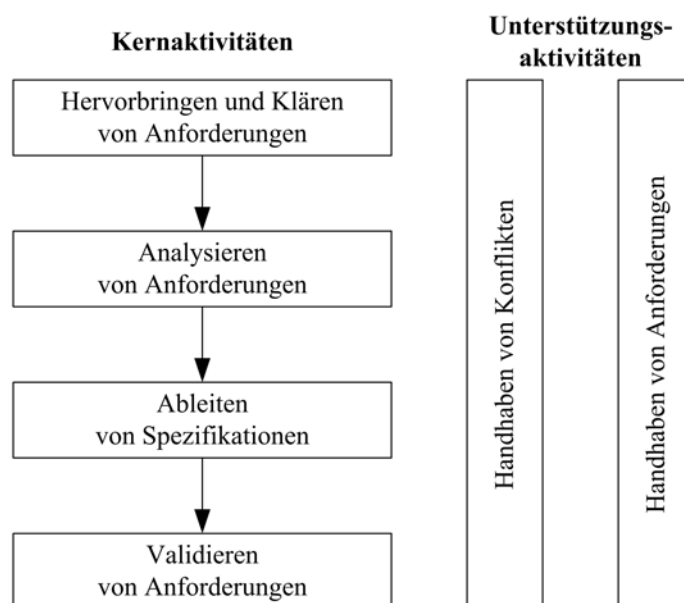 Kernaktivitäten
Hervorbringen und Klären
von Anforderungen
Analysieren
von Anforderungen
Ableiten
von Spezifikationen
Validieren
von Anforderungen
Unterstützungs-
aktivitäten
Handhaben von Konflikten
Handhaben von Anforderungen